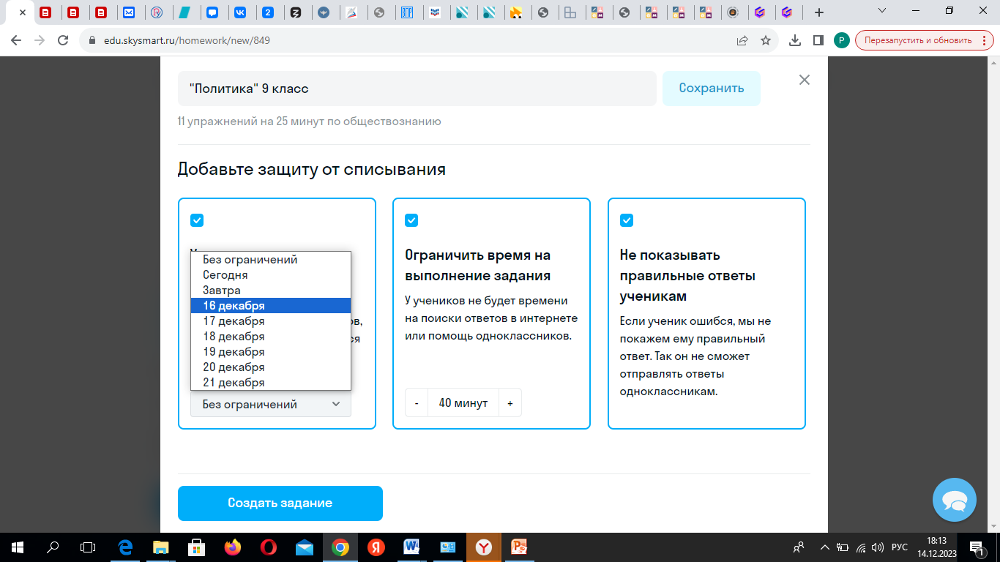 edu.skysmart.ru/homework/new/849
Перезапустить и обновить
"Политика" 9 класс
Сохранить
11 упражнений на 25 минут по обществознанию
Добавьте защиту от списывания
Без ограничений
Сегодня
Завтра
16 декабря
17 декабря
18 декабря
19 декабря
20 декабря
21 декабря
Без ограничений
Ограничить время на
выполнение задания
У учеников не будет времени
на поиски ответов в интернете
или помощь одноклассников.
- 40 минут +
Не показывать
правильные ответы
ученикам
Если ученик ошибся, мы не
покажем ему правильный
ответ. Так он не сможет
отправлять ответы
одноклассникам.
Создать задание
РУС
18:13
14.12.2023